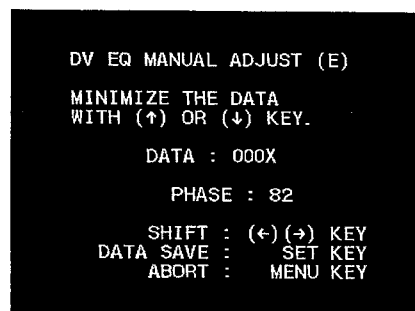 DV EQ MANUAL ADJUST (E)
MINIMIZE THE DATA
WITH (↑) OR (↓) KEY.
DATA : 000X
PHASE : 82
SHIFT : (←)(→) KEY
DATA SAVE : SET KEY
ABORT : MENU KEY